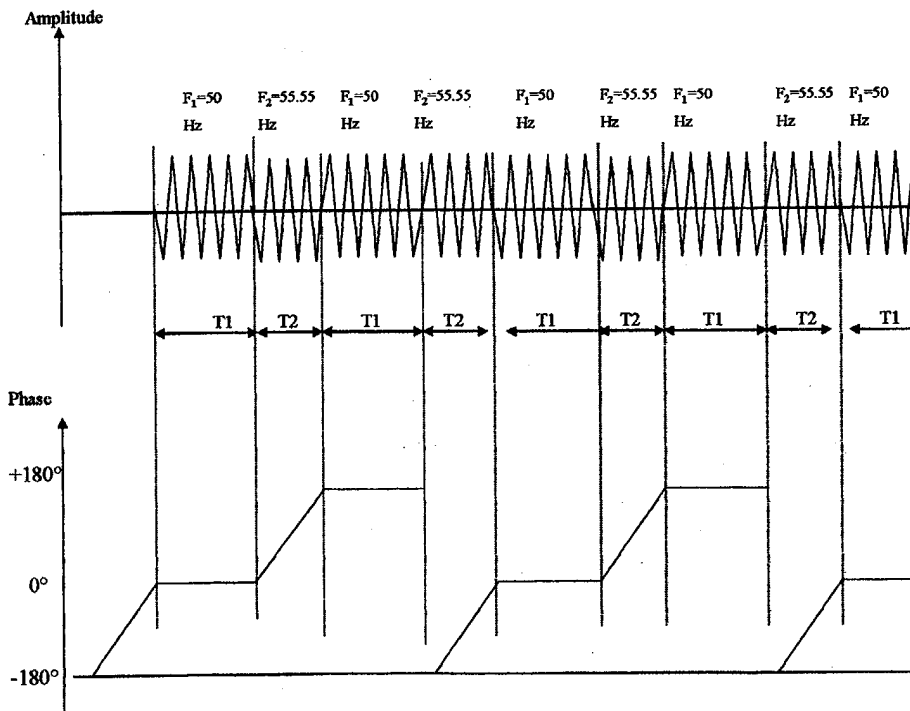 Amplitude
F₁=50 F₂=55.55 F₁=50 F₂=55.55 F₁=50 F₂=55.55 F₁=50 F₂=55.55 F₁=50
Hz Hz Hz Hz Hz Hz Hz Hz Hz
T1 T2 T1 T2 T1 T2 T1 T2 T1
Phase
+180°
0°
-180°